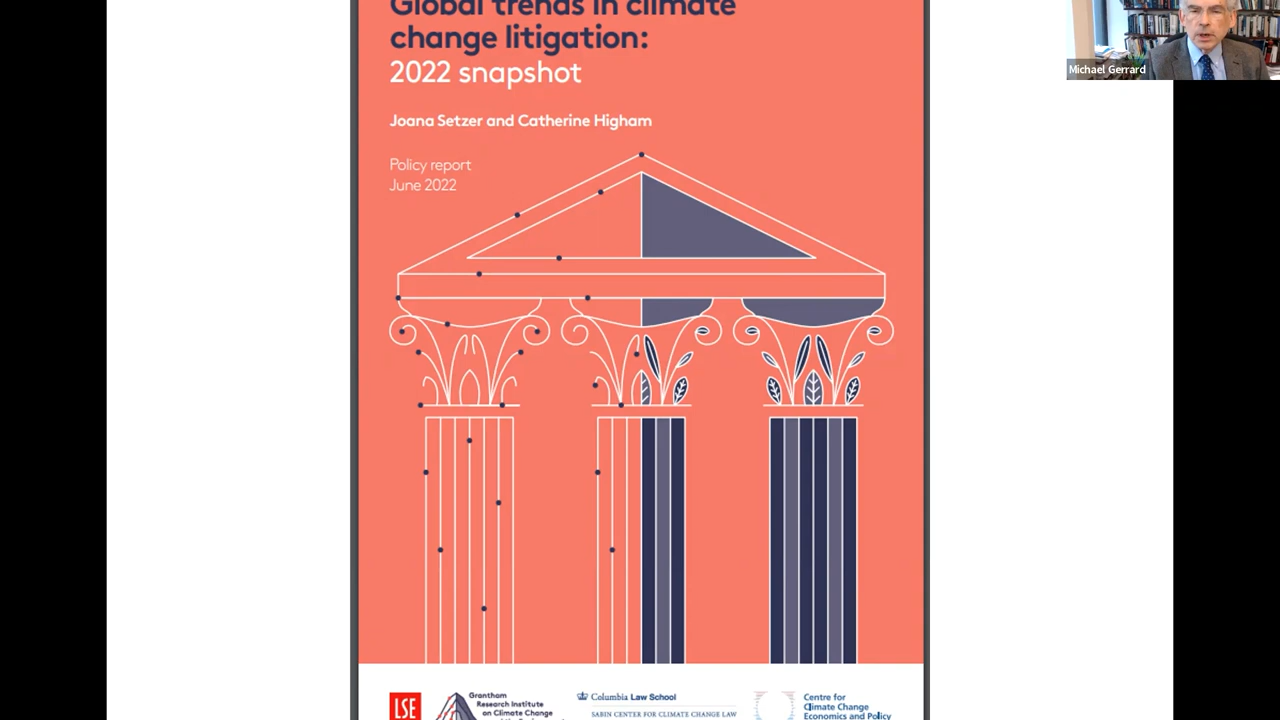 Global trends in climate
change litigation:
2022 snapshot
Michael Gerrard
Joana Setzer and Catherine Higham
Policy report
June 2022
LSE
Grantham
Research Institute
on Climate Change
Columbia Law School
SABIN CENTER FOR CLIMATE CHANGE LAW
Centre for
Climate Change
Economics and Policy